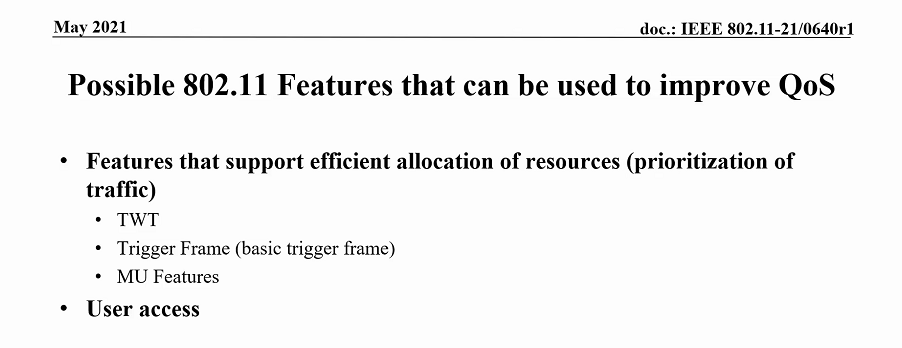 May 2021 doc.: IEEE 802.11-21/0640r1
Possible 802.11 Features that can be used to improve QoS
• Features that support efficient allocation of resources (prioritization of
traffic)
• TWT
• Trigger Frame (basic trigger frame)
• MU Features
• User access